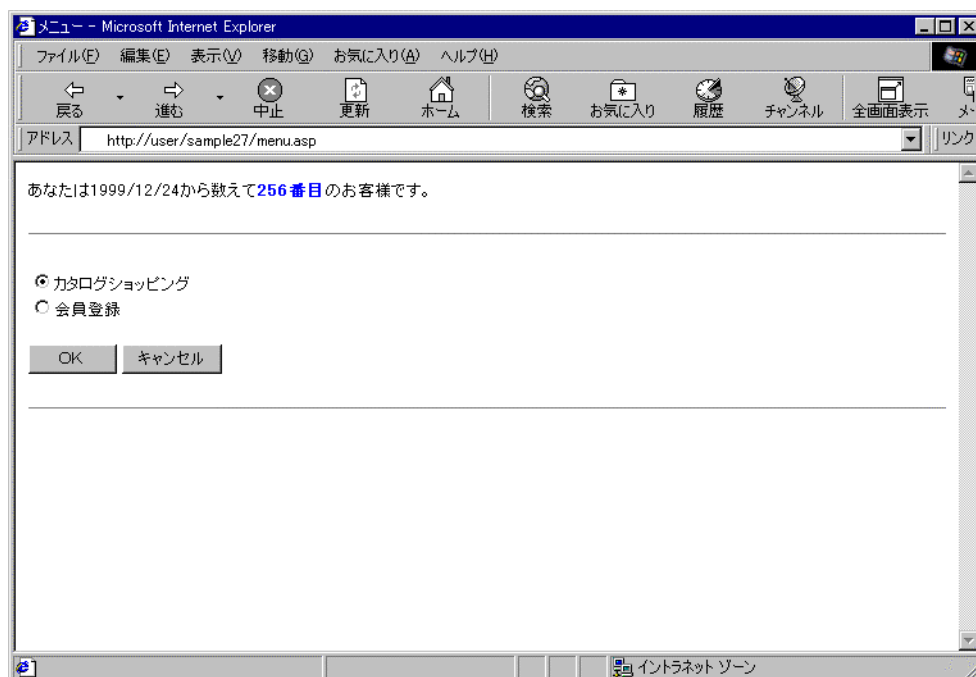 メニュー - Microsoft Internet Explorer
ファイル(F) 編集(E) 表示(V) 移動(G) お気に入り(A) ヘルプ(H)
戻る 進む 中止 更新 ホーム 検索 お気に入り 履歴 チャンネル 全画面表示
アドレス http://user/sample27/menu.asp リンク
あなたは1999/12/24から数えて256番目のお客様です。
カタログショッピング
会員登録
OK キャンセル
イントラネット ゾーン